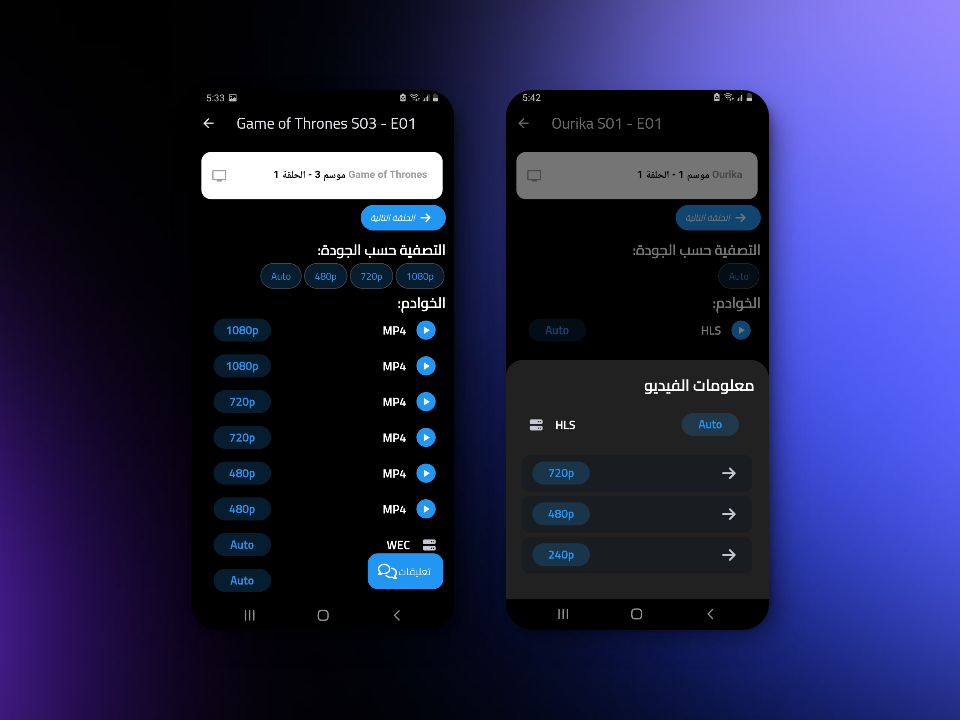 5:33
Game of Thrones S03 - E01
Game of Thrones موسم 3 - الحلقة 1
الحلقة التالية
التصفية حسب الجودة:
1080p 720p 480p Auto
الخوادم:
MP4 1080p
MP4 1080p
MP4 720p
MP4 720p
MP4 480p
MP4 480p
WEC Auto
تعليقات
Auto
5:42
Ourika S01 - E01
Ourika موسم 1 - الحلقة 1
الحلقة التالية
التصفية حسب الجودة:
Auto
الخوادم:
HLS Auto
معلومات الفيديو
HLS Auto
720p
480p
240p